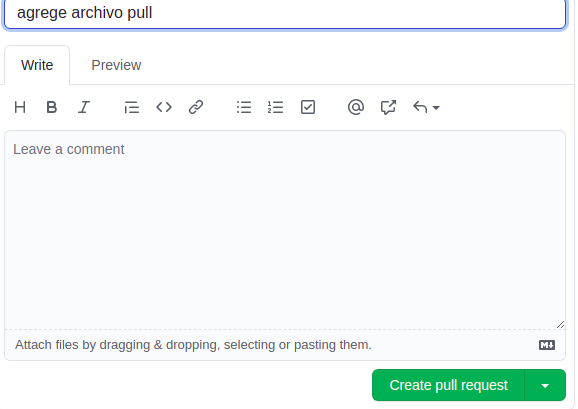 agrege archivo pull
Write Preview
H B I
Leave a comment
Attach files by dragging & dropping, selecting or pasting them.
Create pull request